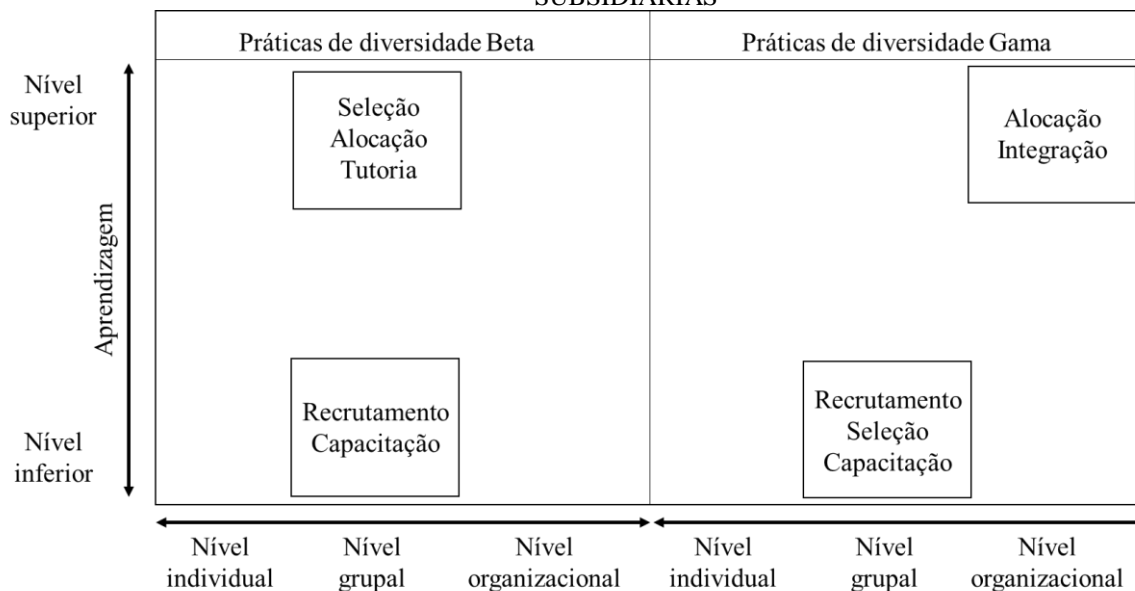 SUBSIDIÁRIAS
Práticas de diversidade Beta
Práticas de diversidade Gama
Nível
superior
Seleção
Alocação
Tutoria
Alocação
Integração
Aprendizagem
Recrutamento
Capacitação
Recrutamento
Seleção
Capacitação
Nível
inferior
Nível
individual
Nível
grupal
Nível
organizacional
Nível
individual
Nível
grupal
Nível
organizacional